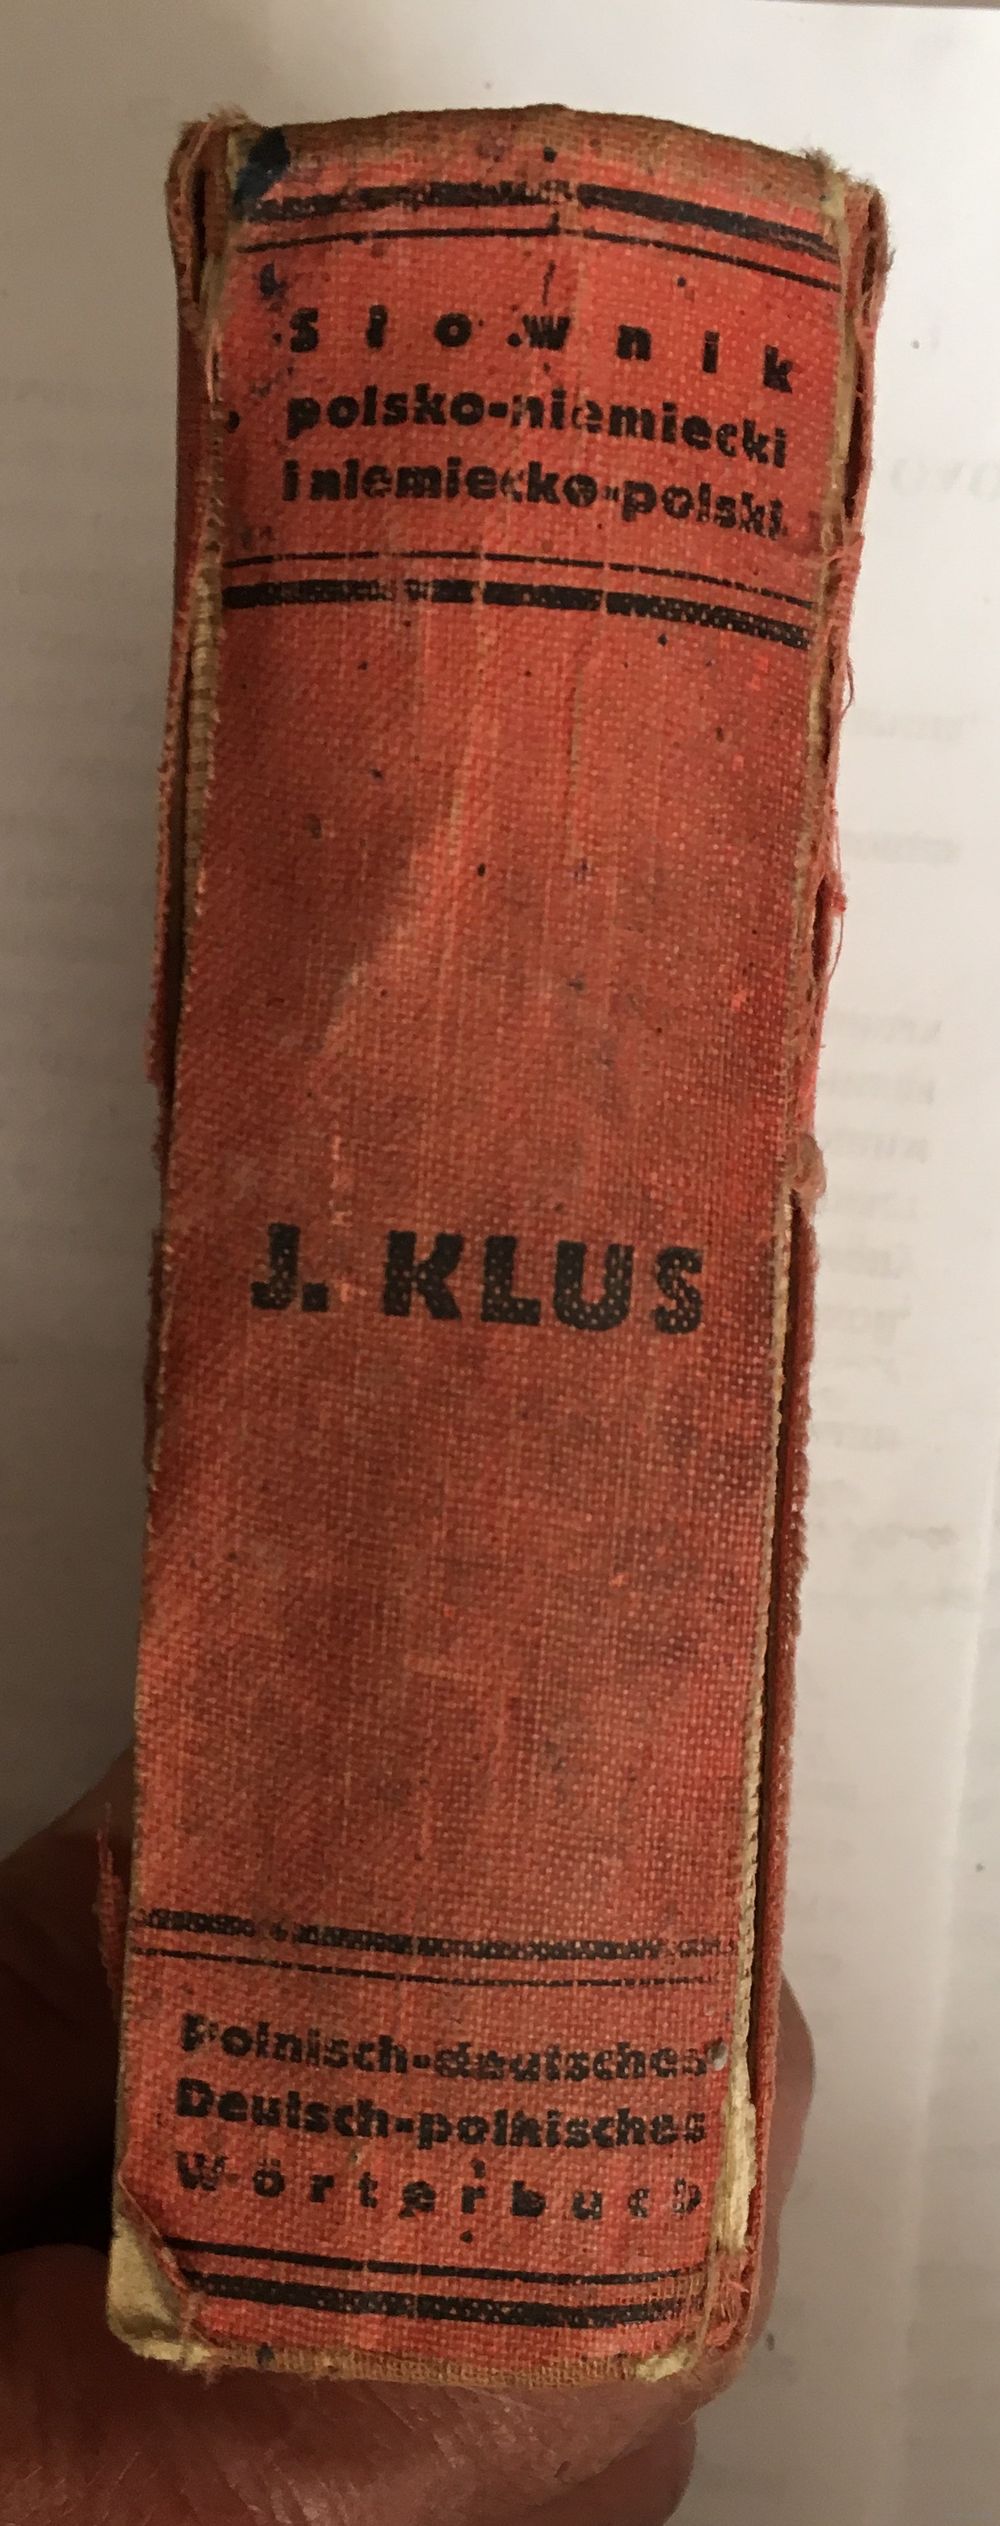 Słownik
polsko-niemiecki
i niemiecko-polski
J. KLUS
Polnisch-deutsches
Deutsch-polnisches
Wörterbuch